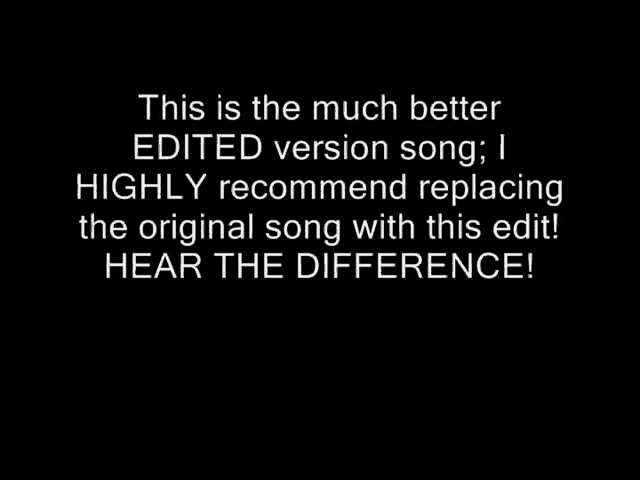 This is the much better
EDITED version song; I
HIGHLY recommend replacing
the original song with this edit!
HEAR THE DIFFERENCE!